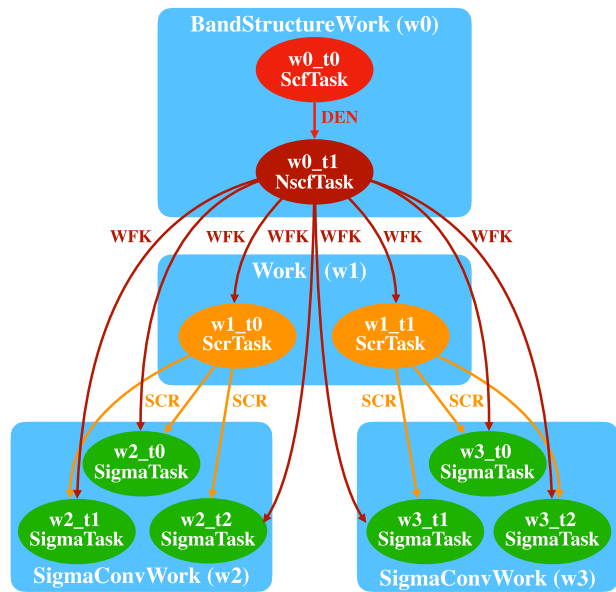 BandStructureWork (w0)
w0_t0
ScfTask
DEN
w0_t1
NscfTask
WFK
WFK
WFK
WFK
WFK
WFK
Work (w1)
w1_t0
ScrTask
w1_t1
ScrTask
SCR
SCR
SCR
SCR
w2_t0
SigmaTask
w3_t0
SigmaTask
w2_t1
SigmaTask
w2_t2
SigmaTask
w3_t1
SigmaTask
w3_t2
SigmaTask
SigmaConvWork (w2)
SigmaConvWork (w3)